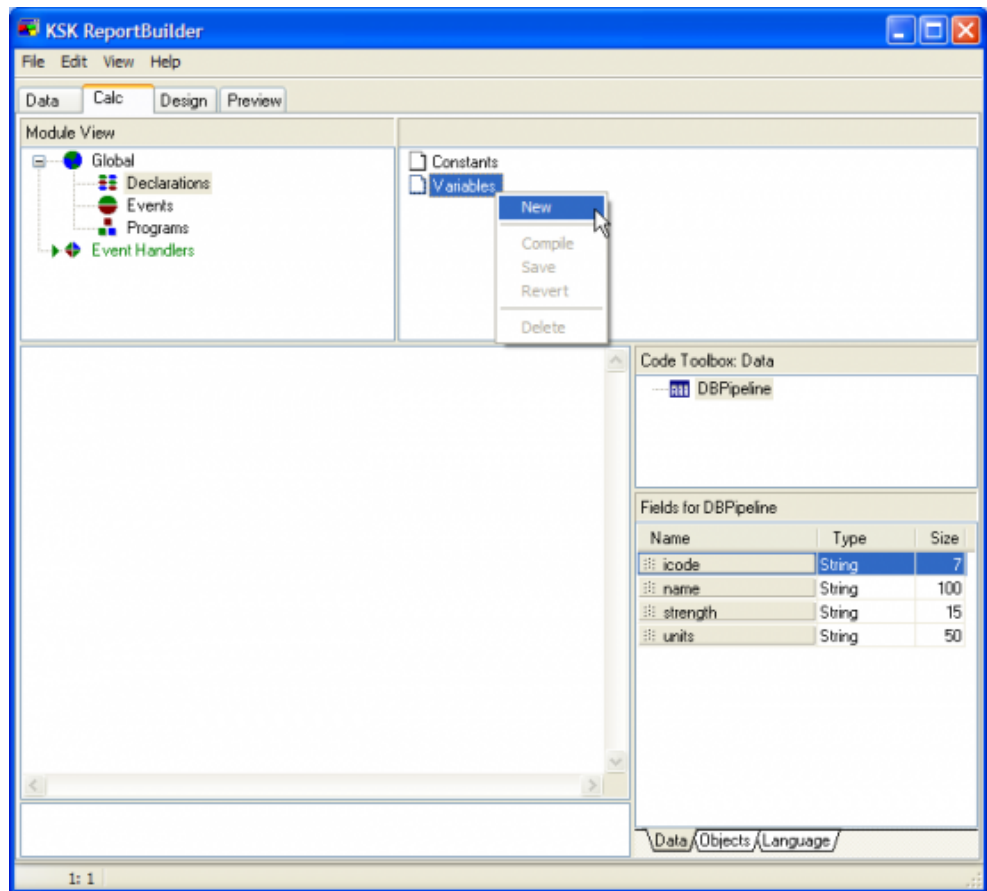 KSK ReportBuilder
File Edit View Help
Data Calc Design Preview
Module View
Global
Declarations
Events
Programs
Event Handlers
Constants
Variables
New
Compile
Save
Revert
Delete
Code Toolbox: Data
DBPipeline
Fields for DBPipeline
Name Type Size
icode String 7
name String 100
strength String 15
units String 50
Data Objects Language
1: 1